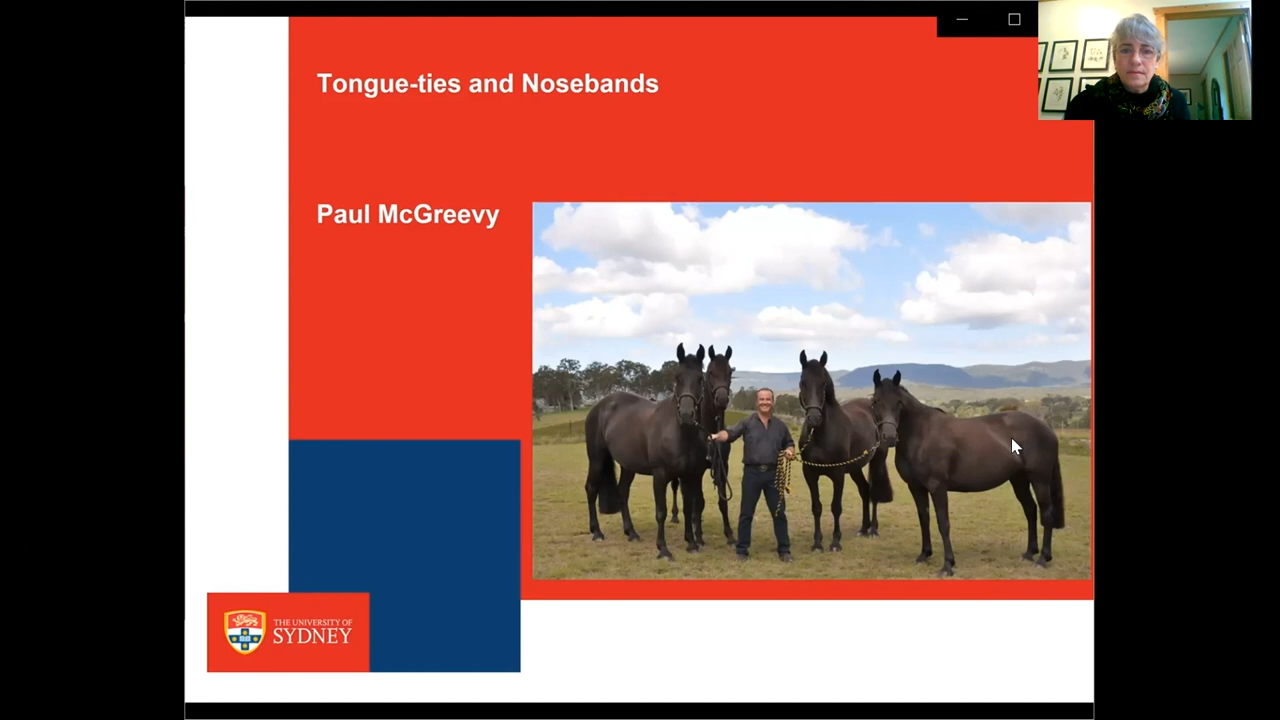 Tongue-ties and Nosebands
Paul McGreevy
THE UNIVERSITY OF
SYDNEY